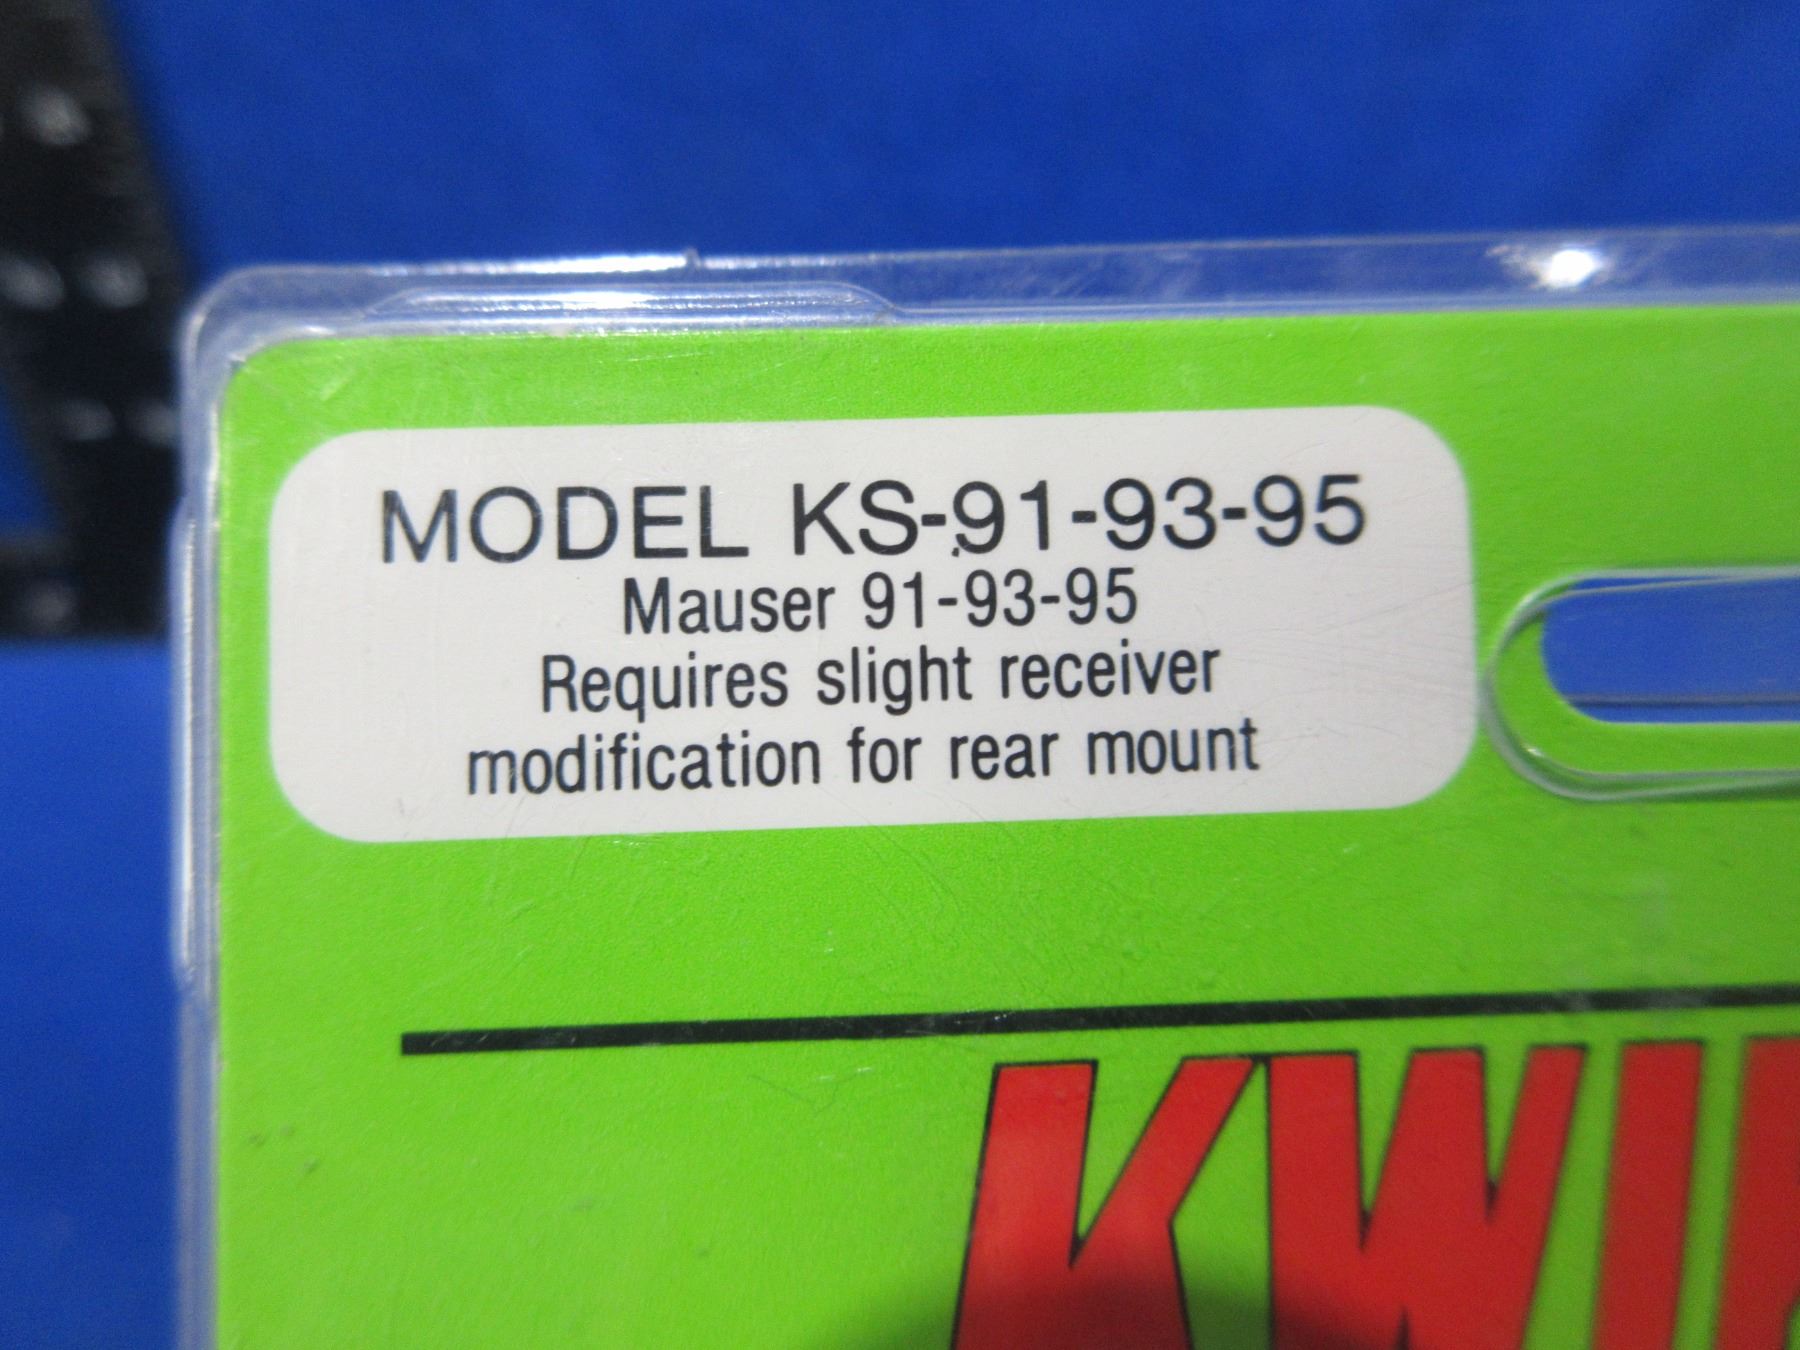 MODEL KS-91-93-95
Mauser 91-93-95
Requires slight receiver
modification for rear mount